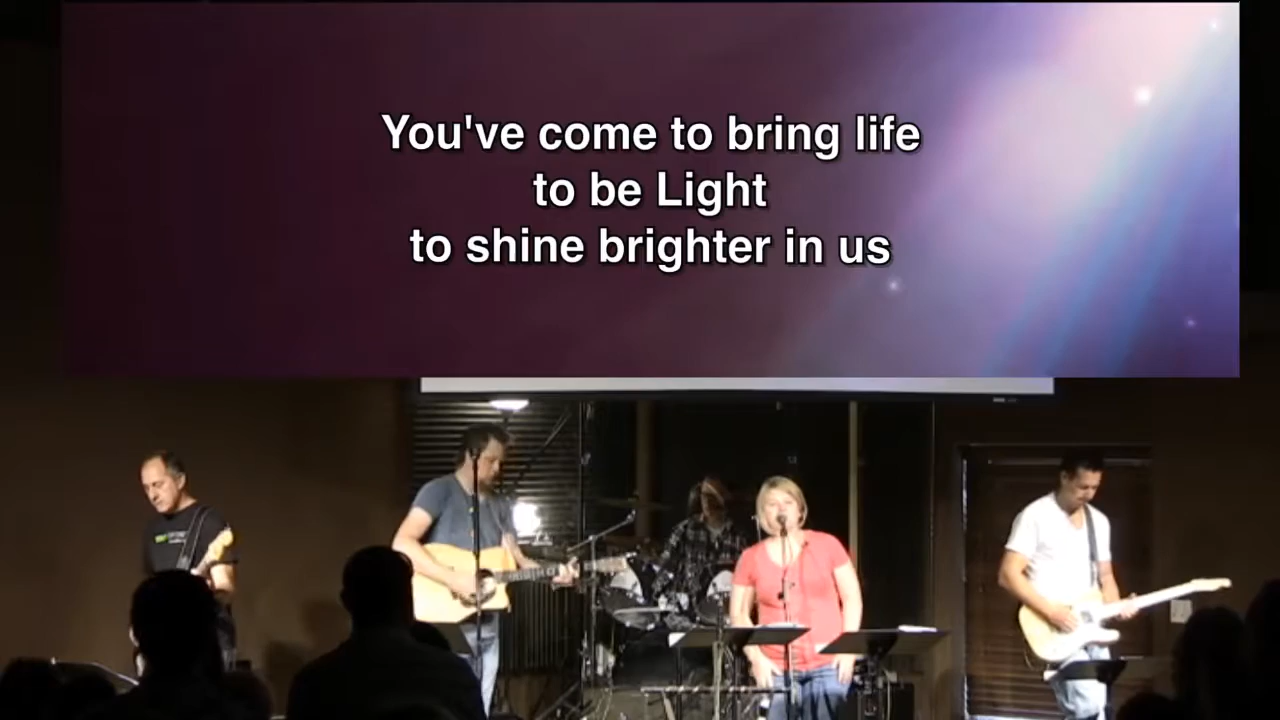 You've come to bring life
to be Light
to shine brighter in us